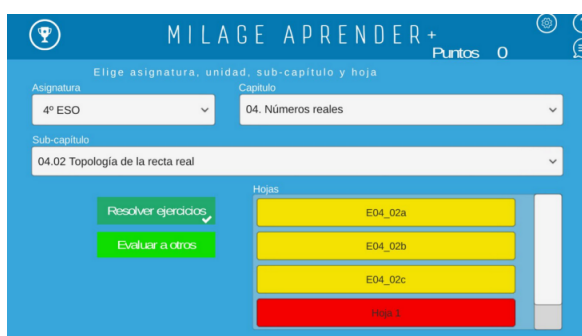 MILAGE APRENDER+
Puntos 0
Elige asignatura, unidad, sub-capítulo y hoja
Asignatura
Capitulo
4º ESO
04. Números reales
Sub-capítulo
04.02 Topología de la recta real
Hojas
Resolver ejercicios
E04_02a
Evaluar a otros
E04_02b
E04_02c
Hoja 1